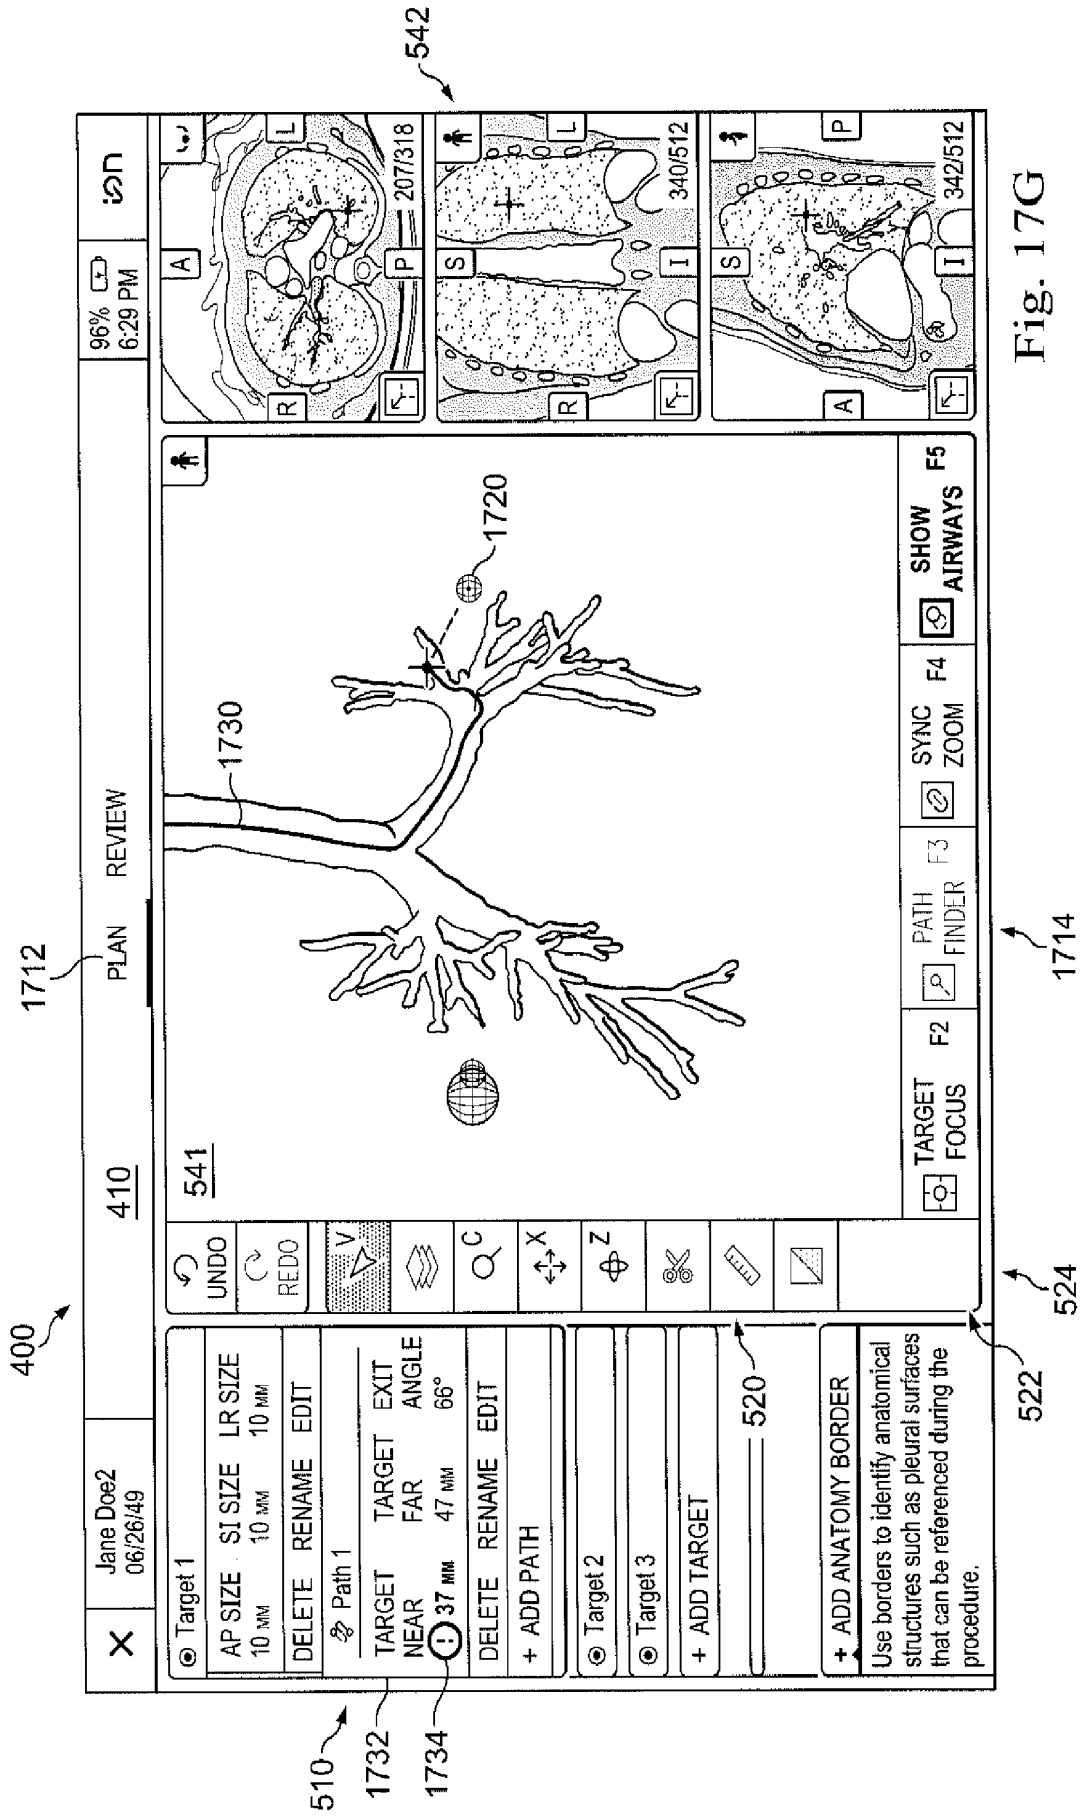 400
410
1712
542
X
Jane Doe2
06/26/49
PLAN REVIEW
96%
6:29 PM
510
Target 1
AP SIZE SI SIZE LR SIZE
10 MM 10 MM 10 MM
DELETE RENAME EDIT
Path 1
TARGET TARGET EXIT
NEAR FAR ANGLE
! 37 MM 47 MM 66°
DELETE RENAME EDIT
+ ADD PATH
1732
1734
Target 2
Target 3
+ ADD TARGET
520
+ ADD ANATOMY BORDER
Use borders to identify anatomical
structures such as pleural surfaces
that can be referenced during the
procedure.
522
524
UNDO
REDO
V
C
X
Z
541
1730
1720
TARGET
FOCUS F2
PATH
FINDER F3
SYNC
ZOOM F4
SHOW
AIRWAYS F5
1714
A
R
L
P
207/318
S
R
L
I
340/512
S
A
P
I
342/512
Fig. 17G